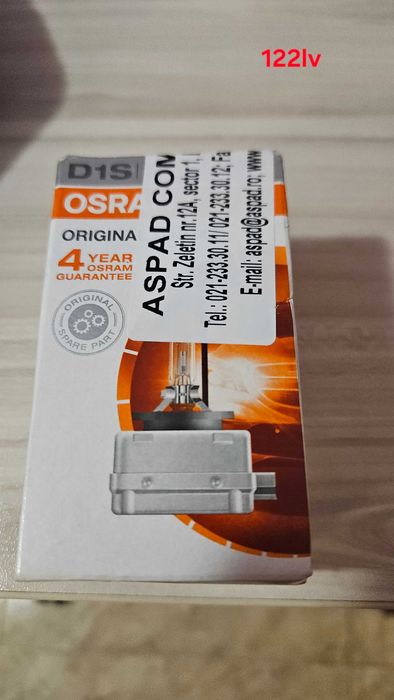 122lv
D1S
OSRA
ORIGINA
4 YEAR
OSRAM
GUARANTEE
ORIGINAL
SPARE PART
ASPAD COM
Str. Zeletin nr.12A, sector 1,
Tel.: 021-233.30.11/ 021-233.30.12; Fa
E-mail: aspad@aspad.ro; www